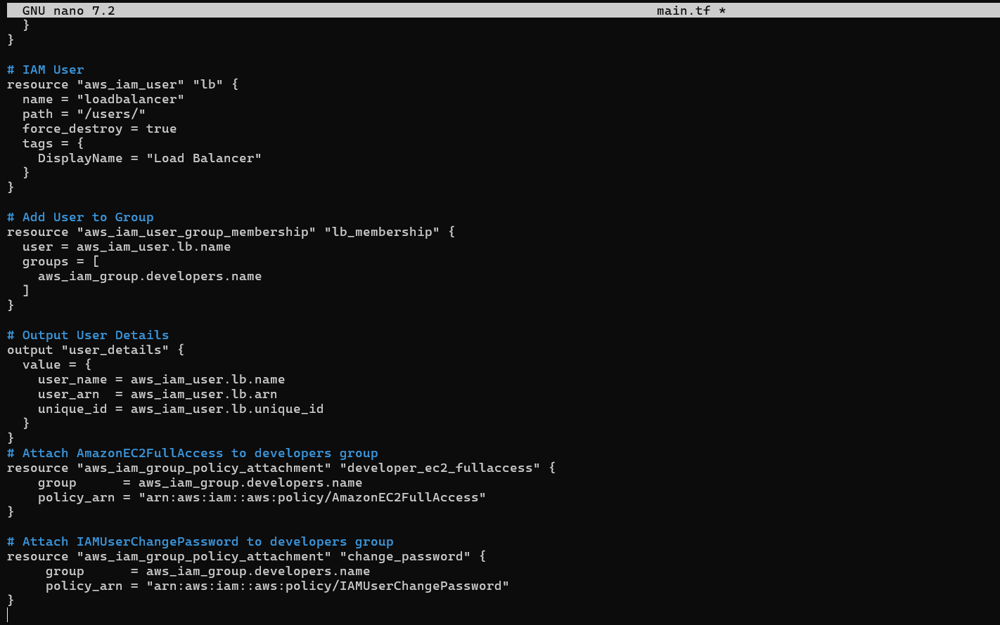 GNU nano 7.2 main.tf *
  }
}

# IAM User
resource "aws_iam_user" "lb" {
  name = "loadbalancer"
  path = "/users/"
  force_destroy = true
  tags = {
    DisplayName = "Load Balancer"
  }
}

# Add User to Group
resource "aws_iam_user_group_membership" "lb_membership" {
  user = aws_iam_user.lb.name
  groups = [
    aws_iam_group.developers.name
  ]
}

# Output User Details
output "user_details" {
  value = {
    user_name = aws_iam_user.lb.name
    user_arn  = aws_iam_user.lb.arn
    unique_id = aws_iam_user.lb.unique_id
  }
}
# Attach AmazonEC2FullAccess to developers group
resource "aws_iam_group_policy_attachment" "developer_ec2_fullaccess" {
    group      = aws_iam_group.developers.name
    policy_arn = "arn:aws:iam::aws:policy/AmazonEC2FullAccess"
}

# Attach IAMUserChangePassword to developers group
resource "aws_iam_group_policy_attachment" "change_password" {
     group      = aws_iam_group.developers.name
     policy_arn = "arn:aws:iam::aws:policy/IAMUserChangePassword"
}